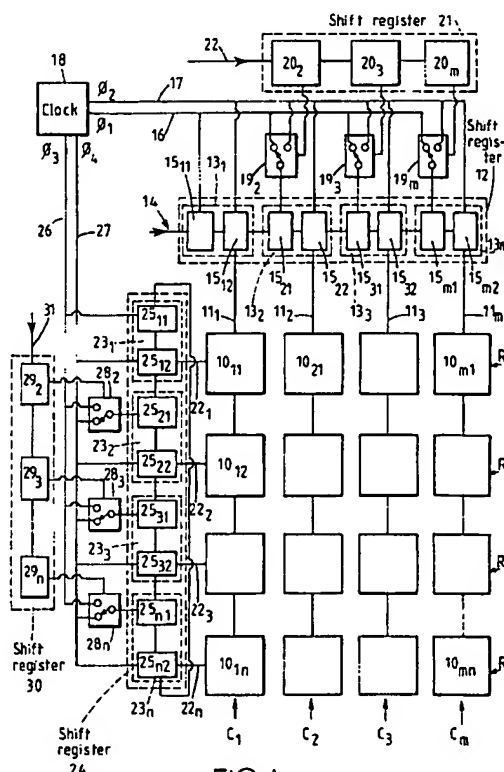 Shift register 21
22
20₂
20₃
20ₘ
18
Clock
Ø₂
17
Ø₁
16
Ø₃
Ø₄
19₂
19₃
19ₘ
Shift regis-
ter
12
15₁₁
13₁
14
13ₙ
15₁₂
15₂₁
15₂₂
15₃₁
15₃₂
15ₘ₁
15ₘ₂
13₂
13₃
11₁
11₂
11₃
11ₘ
26
27
31
25₁₁
23₁
25₁₂
22₁
10₁₁
10₂₁
10ₘ₁
R
29₂
28₂
25₂₁
23₂
25₂₂
22₂
10₁₂
R
29₃
28₃
25₃₁
23₃
25₃₂
22₃
R
29ₙ
28ₙ
25ₙ₁
25ₙ₂
23ₙ
22ₙ
10₁ₙ
10ₘₙ
R
Shift
register
30
Shift
register
24
C₁
C₂
C₃
Cₘ